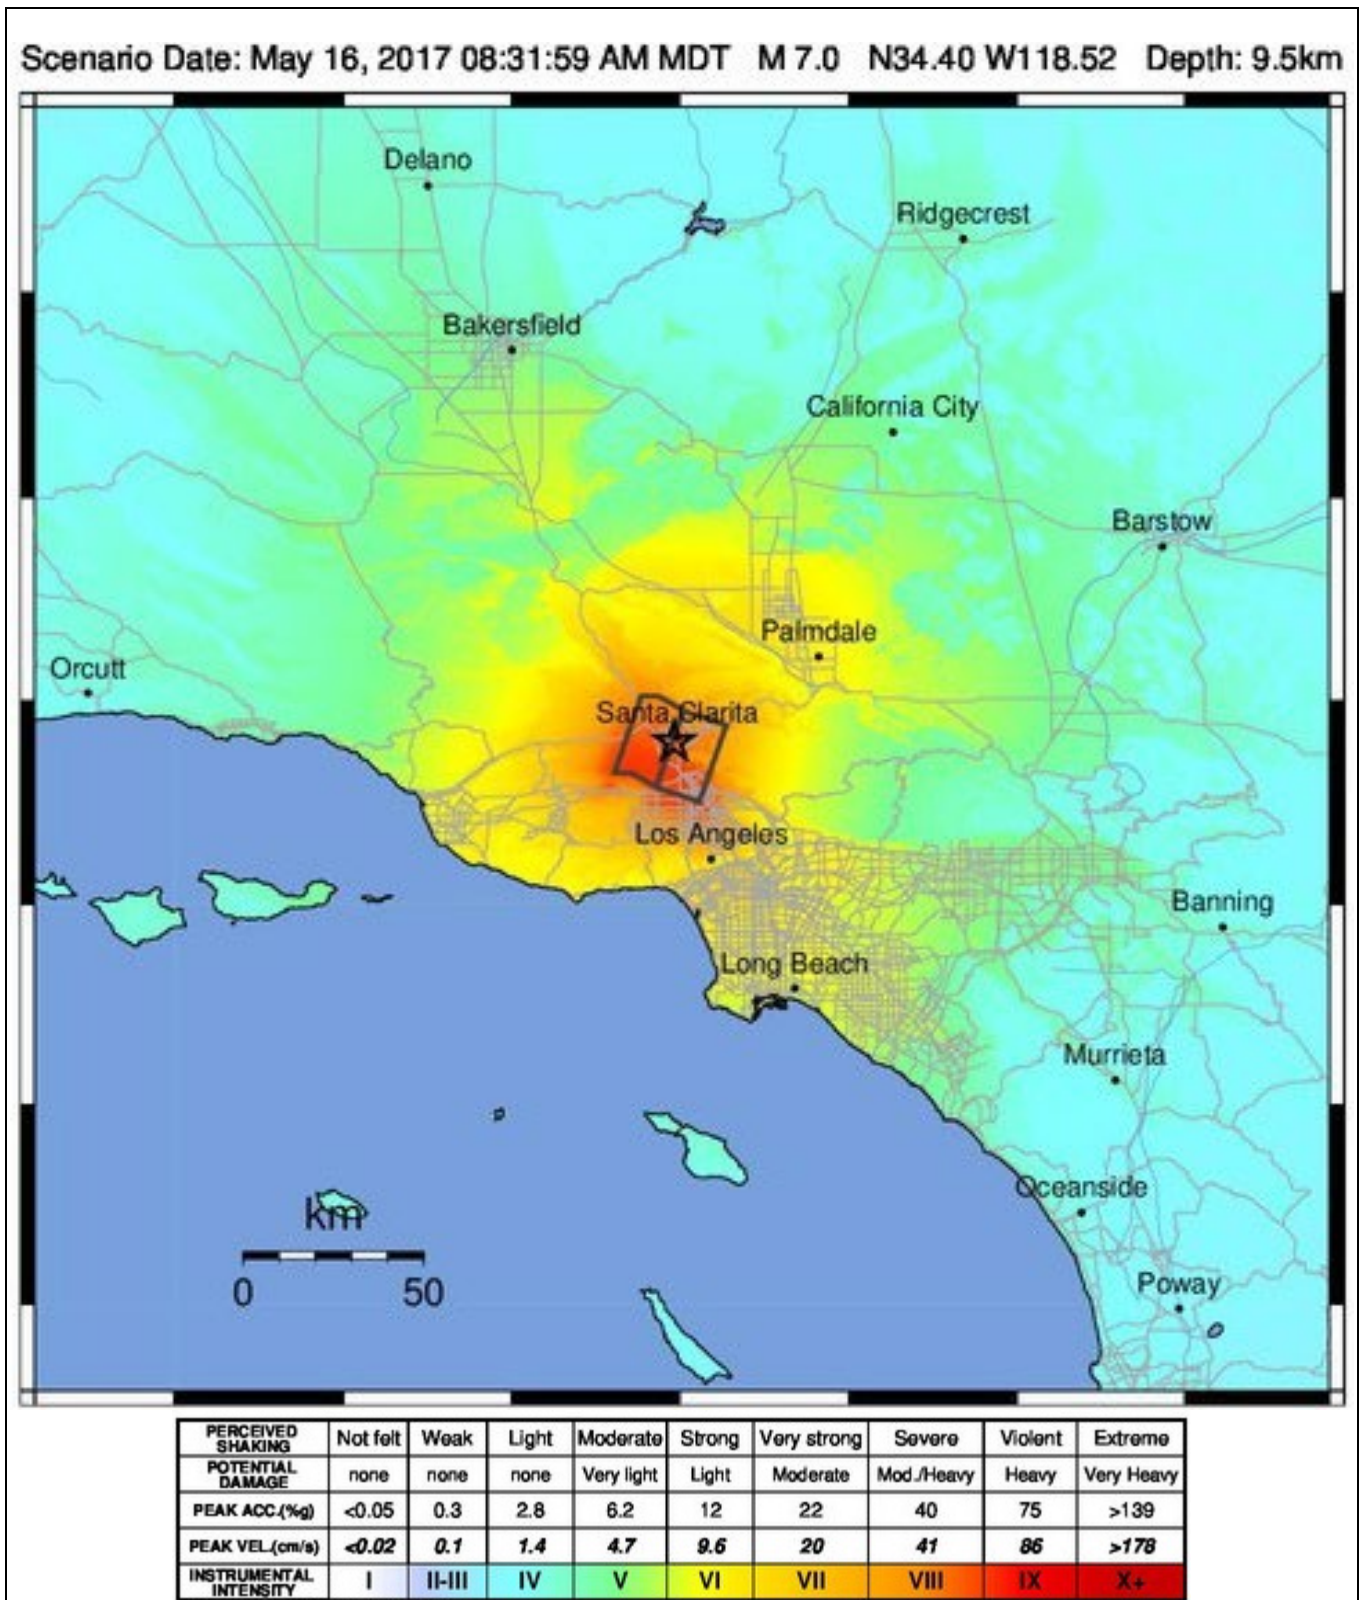 Scenario Date: May 16, 2017 08:31:59 AM MDT M 7.0 N34.40 W118.52 Depth: 9.5km
Delano
Ridgecrest
Bakersfield
California City
Barstow
Palmdale
Orcutt
Santa Clarita
Los Angeles
Banning
Long Beach
Murrieta
Oceanside
km
0 50
Poway
PERCEIVED SHAKING Not felt Weak Light Moderate Strong Very strong Severe Violent Extreme
POTENTIAL DAMAGE none none none Very light Light Moderate Mod./Heavy Heavy Very Heavy
PEAK ACC.(%g) <0.05 0.3 2.8 6.2 12 22 40 75 >139
PEAK VEL.(cm/s) <0.02 0.1 1.4 4.7 9.6 20 41 86 >178
INSTRUMENTAL INTENSITY I II-III IV V VI VII VIII IX X+